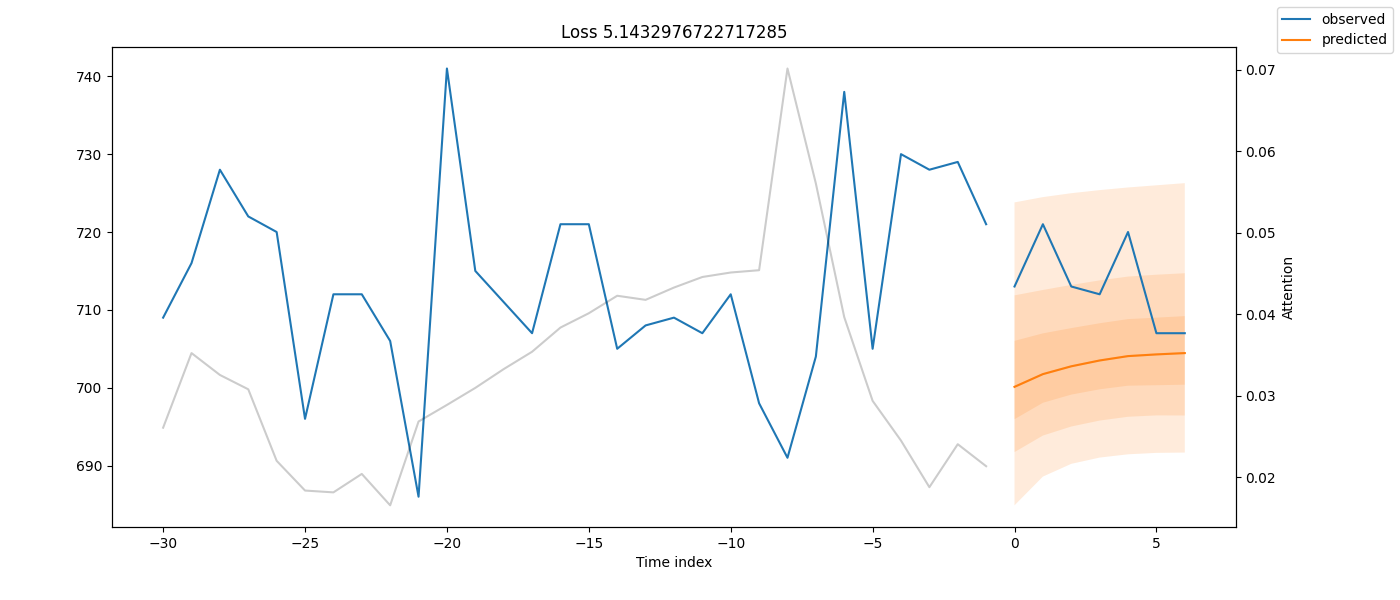 Loss 5.1432976722717285
observed
predicted
740
730
720
710
700
690
0.07
0.06
0.05
0.04
0.03
0.02
Attention
−30 −25 −20 −15 −10 −5 0 5
Time index